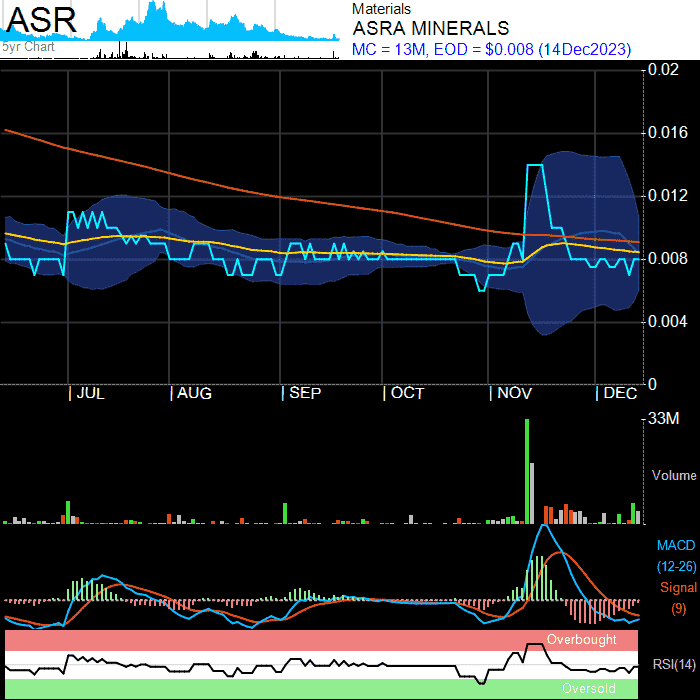 ASR
5yr Chart
Materials
ASRA MINERALS
MC = 13M, EOD = $0.008 (14Dec2023)
0.02
0.016
0.012
0.008
0.004
0
JUL AUG SEP OCT NOV DEC
33M
Volume
MACD
(12-26)
Signal
(9)
Overbought
RSI(14)
Oversold